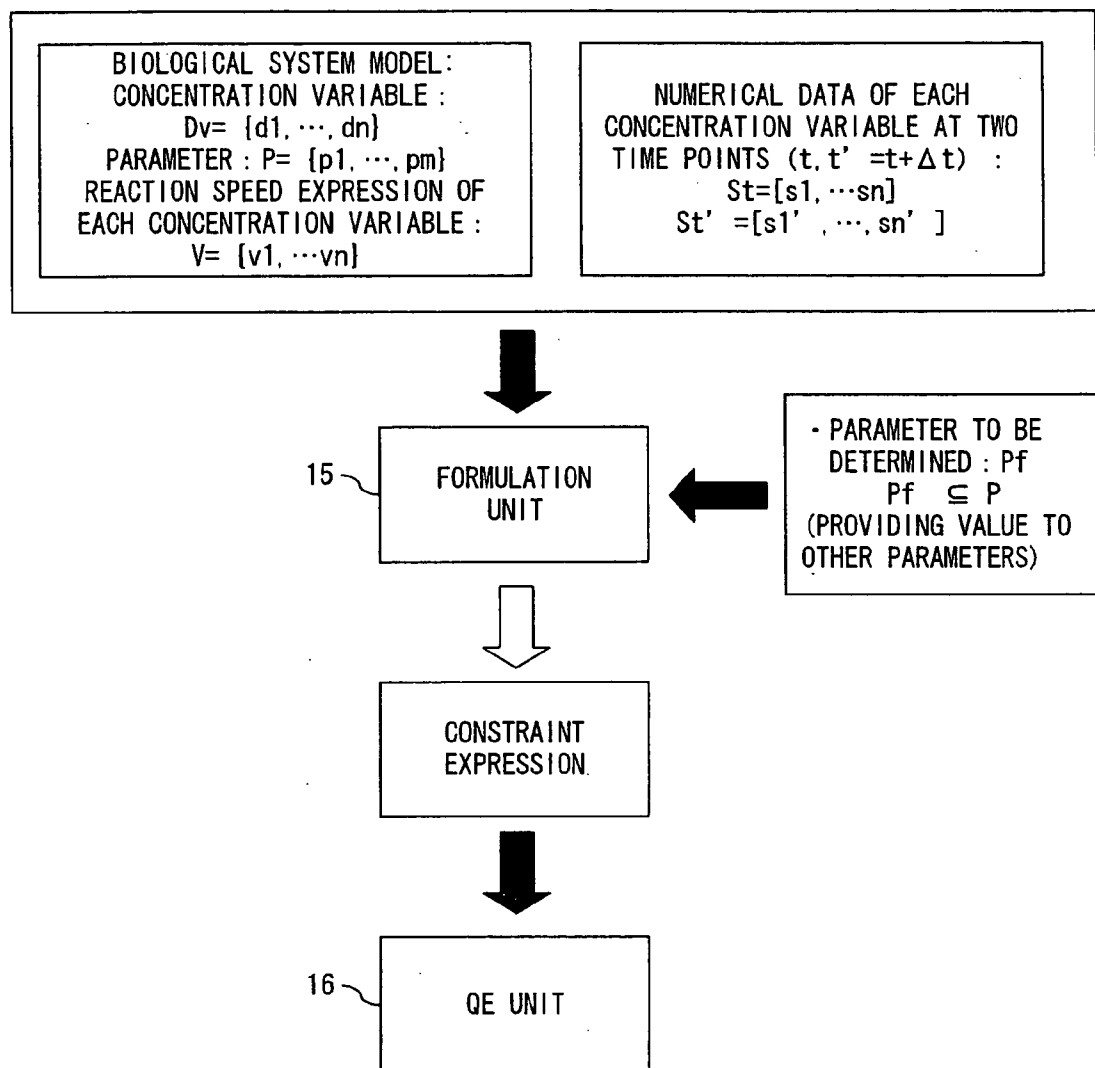 BIOLOGICAL SYSTEM MODEL:
CONCENTRATION VARIABLE :
Dv= {d1, ⋯, dn}
PARAMETER : P= {p1, ⋯, pm}
REACTION SPEED EXPRESSION OF
EACH CONCENTRATION VARIABLE :
V= {v1, ⋯vn}
NUMERICAL DATA OF EACH
CONCENTRATION VARIABLE AT TWO
TIME POINTS (t, t' =t+Δt) :
St=[s1, ⋯sn]
St' =[s1' , ⋯, sn' ]
15
FORMULATION
UNIT
・PARAMETER TO BE
DETERMINED : Pf
Pf ⊆ P
(PROVIDING VALUE TO
OTHER PARAMETERS)
CONSTRAINT
EXPRESSION
16
QE UNIT